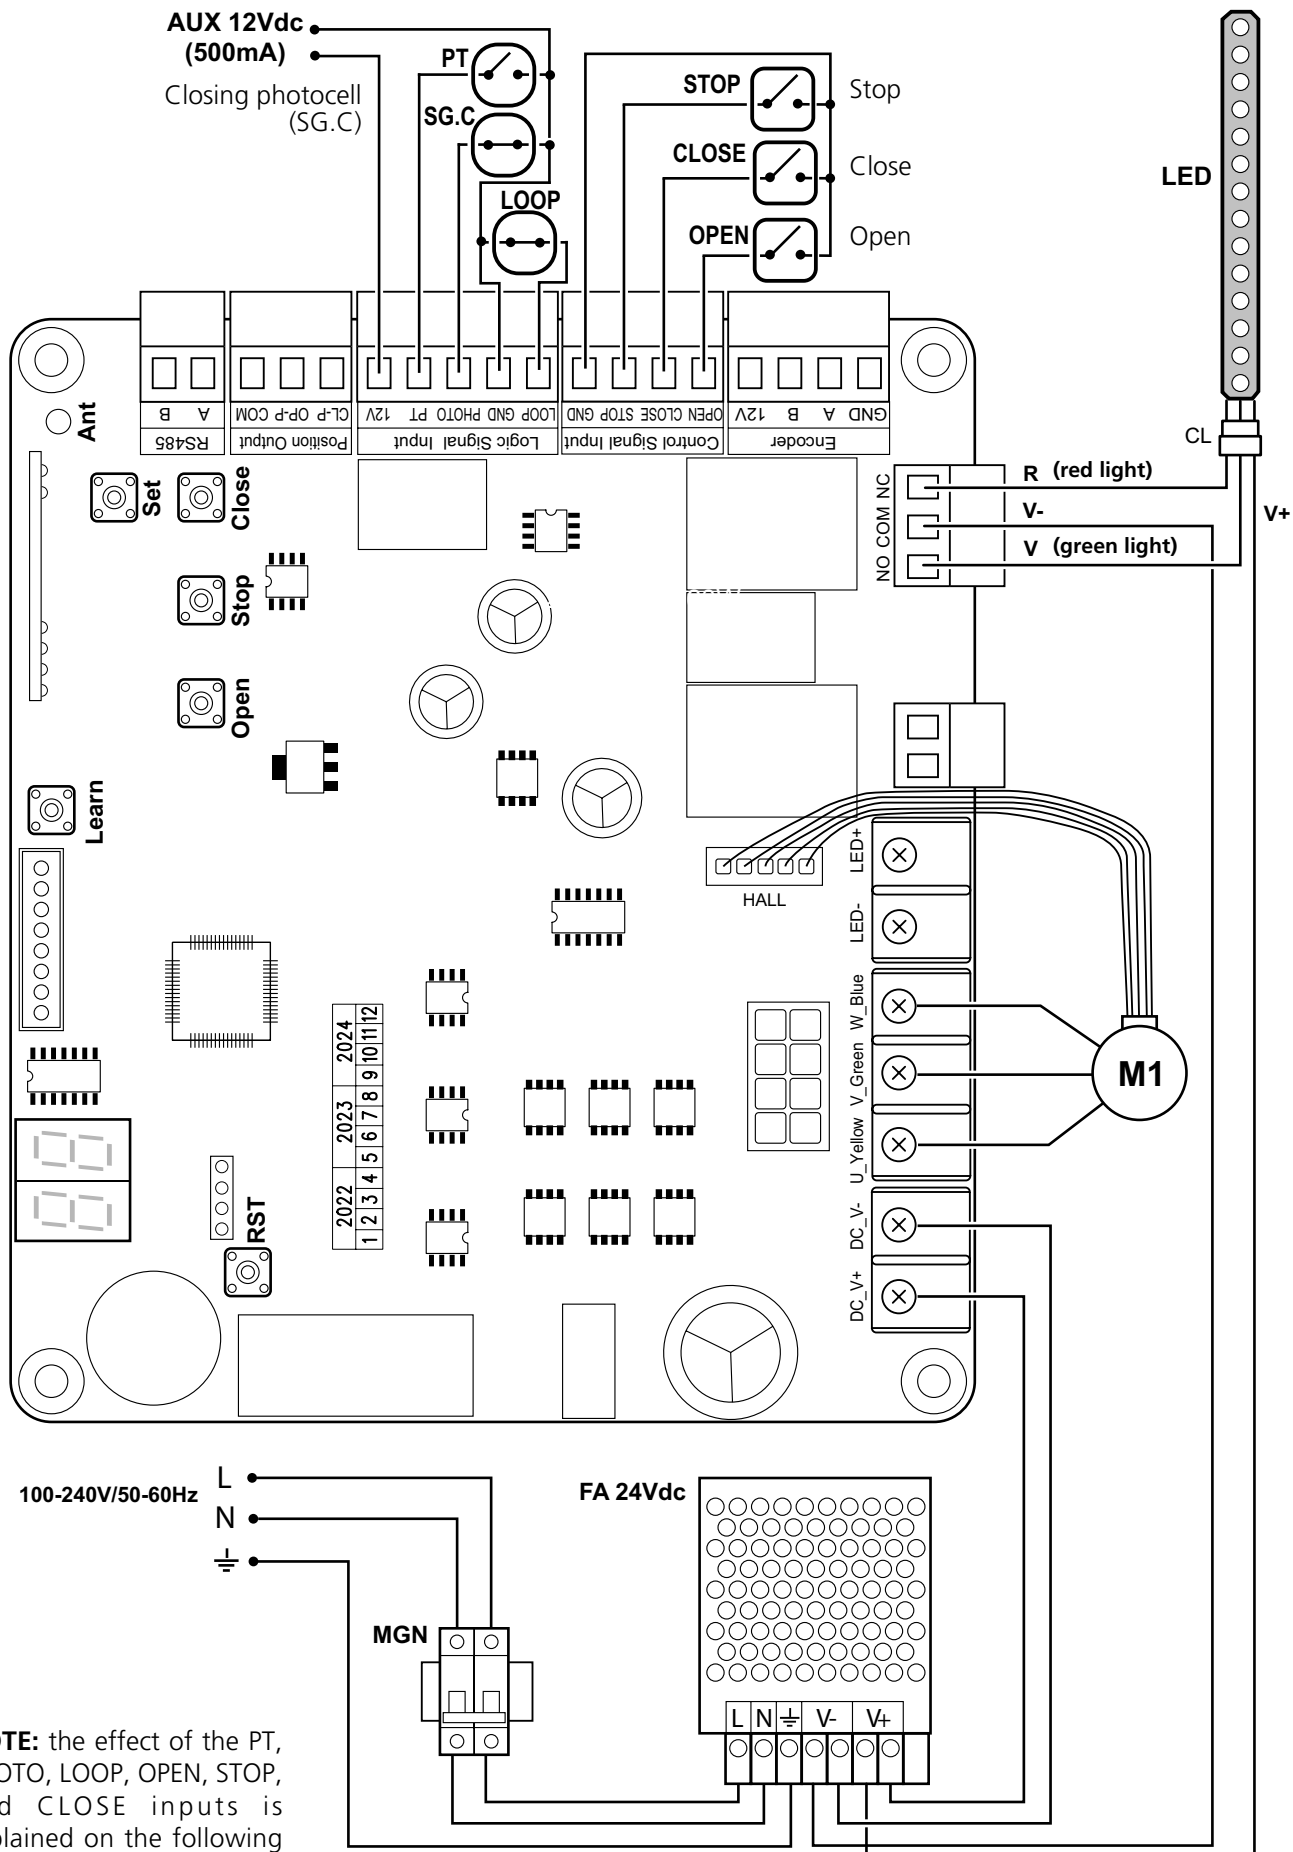 AUX 12Vdc
(500mA)
Closing photocell
(SG.C)
PT
SG.C
LOOP
STOP
Stop
CLOSE
Close
OPEN
Open
LED
CL
R (red light)
V-
V (green light)
V+
B A
RS485
COM OP-P CL-P
Position Output
12V PT PHOTO GND LOOP
Logic Signal Input
GND STOP CLOSE OPEN
Control Signal Input
12V B A GND
Encoder
NO COM NC
Ant
Set
Close
Stop
Open
Learn
HALL
LED+
LED-
W_Blue
V_Green
U_Yellow
DC_V-
DC_V+
M1
2022 2023 2024
1 2 3 4 5 6 7 8 9 10 11 12
RST
100-240V/50-60Hz
L
N
MGN
FA 24Vdc
L N V- V+
OTE: the effect of the PT,
OTO, LOOP, OPEN, STOP,
d CLOSE inputs is
plained on the following